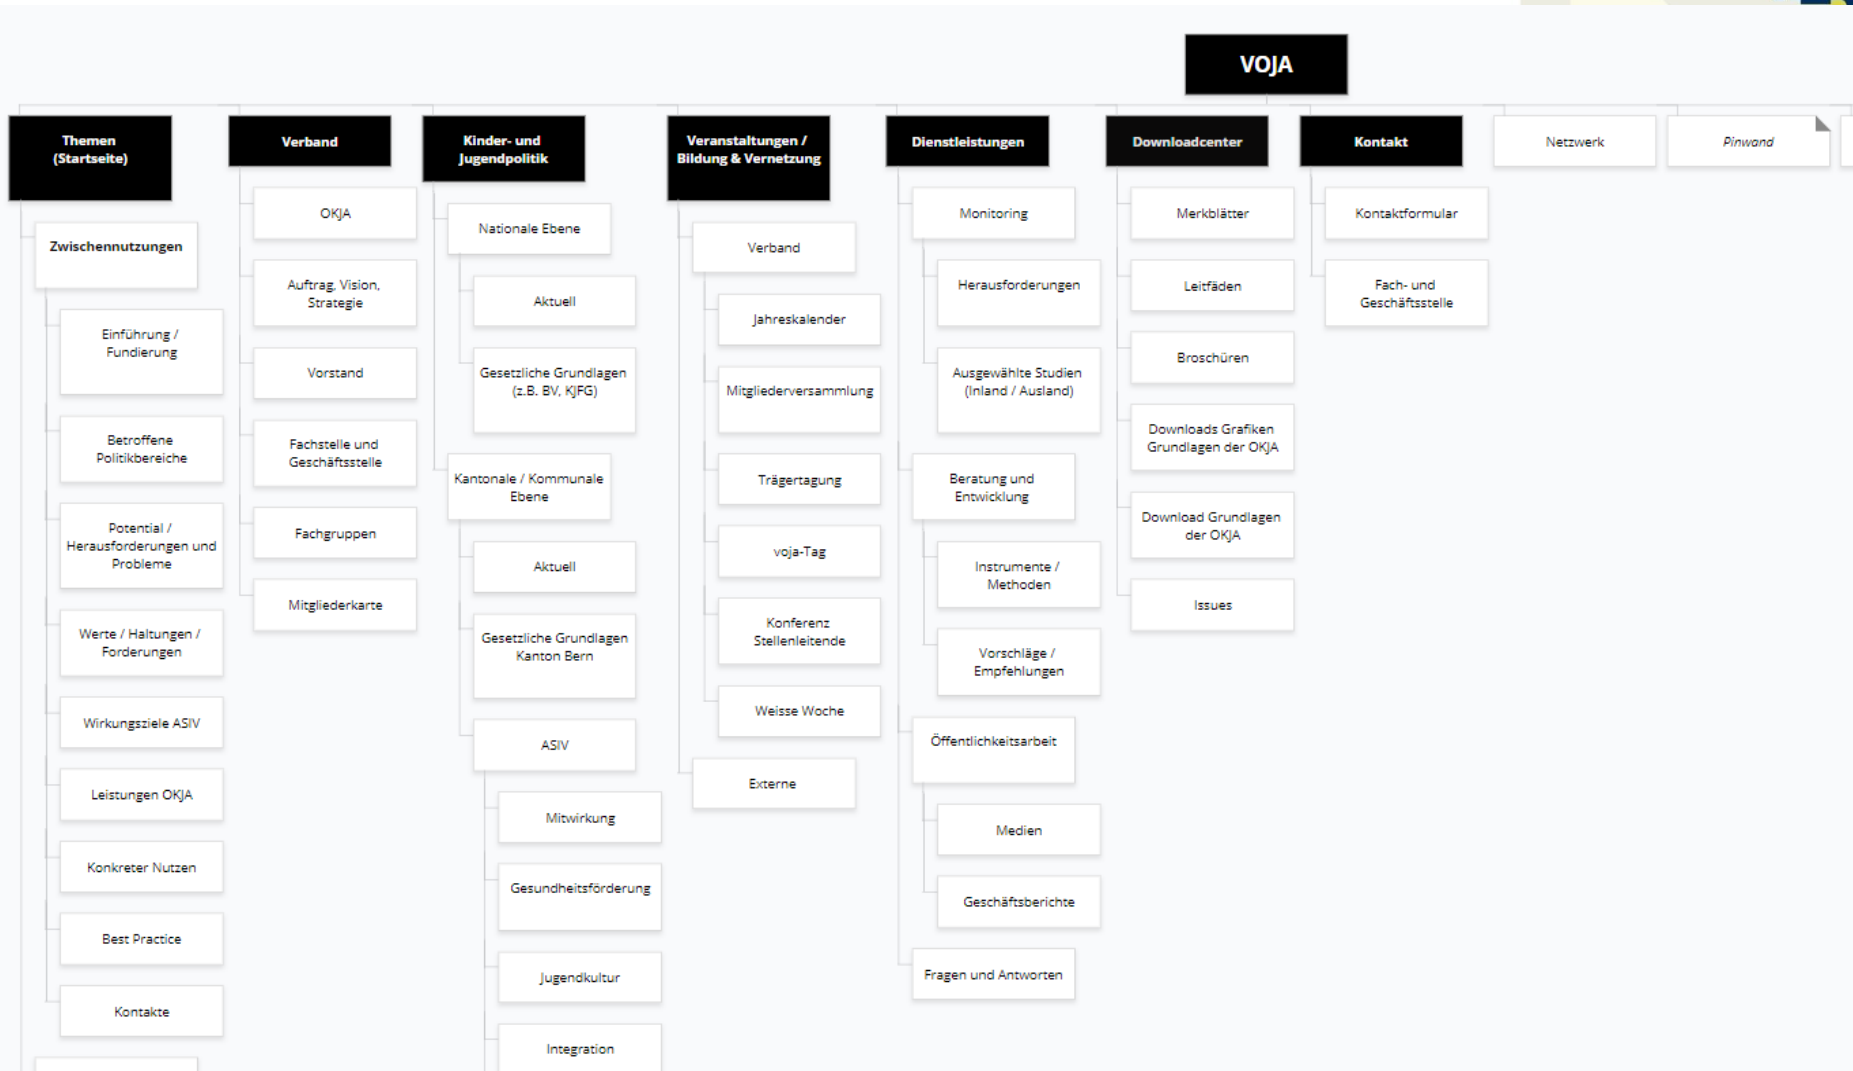 VOJA
Themen
(Startseite)
Zwischennutzungen
Einführung /
Fundierung
Betroffene
Politikbereiche
Potential /
Herausforderungen und
Probleme
Werte / Haltungen /
Forderungen
Wirkungsziele ASIV
Leistungen OKJA
Konkreter Nutzen
Best Practice
Kontakte
Verband
OKJA
Auftrag, Vision,
Strategie
Vorstand
Fachstelle und
Geschäftsstelle
Fachgruppen
Mitgliederkarte
Kinder- und
Jugendpolitik
Nationale Ebene
Aktuell
Gesetzliche Grundlagen
(z.B. BV, KJFG)
Kantonale / Kommunale
Ebene
Aktuell
Gesetzliche Grundlagen
Kanton Bern
ASIV
Mitwirkung
Gesundheitsförderung
Jugendkultur
Integration
Veranstaltungen /
Bildung & Vernetzung
Verband
Jahreskalender
Mitgliederversammlung
Trägertagung
voja-Tag
Konferenz
Stellenleitende
Weisse Woche
Externe
Dienstleistungen
Monitoring
Herausforderungen
Ausgewählte Studien
(Inland / Ausland)
Beratung und
Entwicklung
Instrumente /
Methoden
Vorschläge /
Empfehlungen
Öffentlichkeitsarbeit
Medien
Geschäftsberichte
Fragen und Antworten
Downloadcenter
Merkblätter
Leitfäden
Broschüren
Downloads Grafiken
Grundlagen der OKJA
Download Grundlagen
der OKJA
Issues
Kontakt
Kontaktformular
Fach- und
Geschäftsstelle
Netzwerk
Pinwand